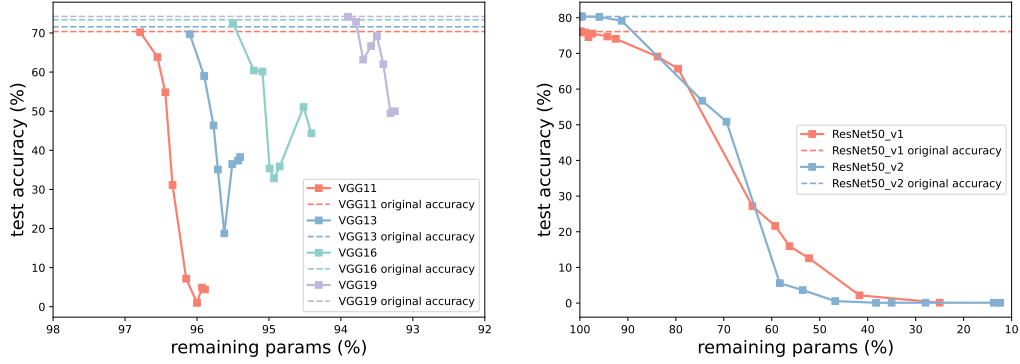 70
60
50
40
30
20
10
0
test accuracy (%)
98
97
96
95
94
93
92
remaining params (%)
VGG11
VGG11 original accuracy
VGG13
VGG13 original accuracy
VGG16
VGG16 original accuracy
VGG19
VGG19 original accuracy
80
70
60
50
40
30
20
10
0
test accuracy (%)
100
90
80
70
60
50
40
30
20
10
remaining params (%)
ResNet50_v1
ResNet50_v1 original accuracy
ResNet50_v2
ResNet50_v2 original accuracy